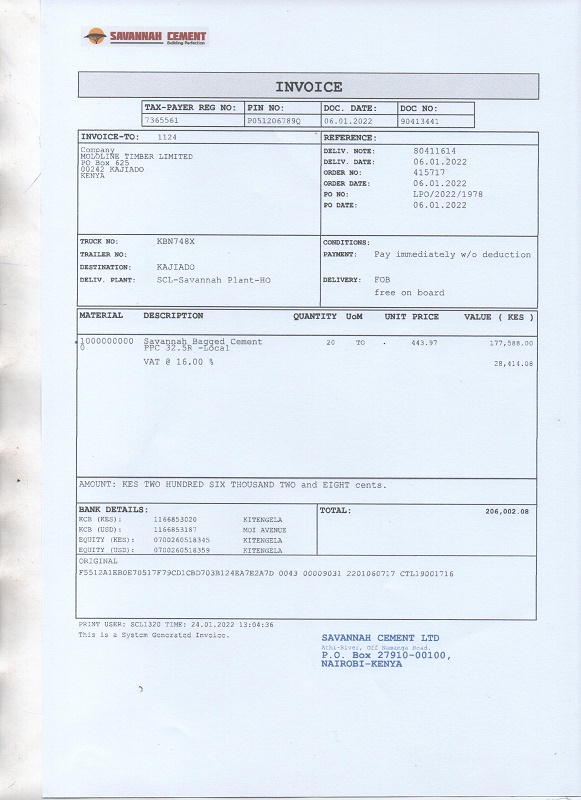 SAVANNAH CEMENT
Building Perfection
INVOICE
TAX-PAYER REG NO: PIN NO: DOC. DATE: DOC NO:
7365561 P051206789Q 06.01.2022 90413441
INVOICE-TO: 1124
Company
MOLOLINE TIMBER LIMITED
PO Box 625
00242 KAJIADO
KENYA
REFERENCE:
DELIV. NOTE: 80411614
DELIV. DATE: 06.01.2022
ORDER NO: 415717
ORDER DATE: 06.01.2022
PO NO: LPO/2022/1978
PO DATE: 06.01.2022
TRUCK NO: KBN748X
TRAILER NO:
DESTINATION: KAJIADO
DELIV. PLANT: SCL-Savannah Plant-HO
CONDITIONS:
PAYMENT: Pay immediately w/o deduction
DELIVERY: FOB
free on board
MATERIAL DESCRIPTION QUANTITY UoM UNIT PRICE VALUE ( KES )
1000000000 Savannah Bagged Cement 20 TO 443.97 177,588.00
0 PPC 32.5R -Local
VAT @ 16.00 % 28,414.08
AMOUNT: KES TWO HUNDRED SIX THOUSAND TWO and EIGHT cents.
BANK DETAILS:
KCB (KES): 1166853020 KITENGELA
KCB (USD): 1166853187 MOI AVENUE
EQUITY (KES): 0700260518345 KITENGELA
EQUITY (USD): 0700260518359 KITENGELA
TOTAL: 206,002.08
ORIGINAL
F5512A1EB0E70517F79CD1CBD703B124EA7E2A7D 0043 00009031 2201060717 CTL19001716
PRINT USER: SCL1320 TIME: 24.01.2022 13:04:36
This is a System Generated Invoice.
SAVANNAH CEMENT LTD
Athi-River, Off Namanga Road.
P.O. Box 27910-00100,
NAIROBI-KENYA